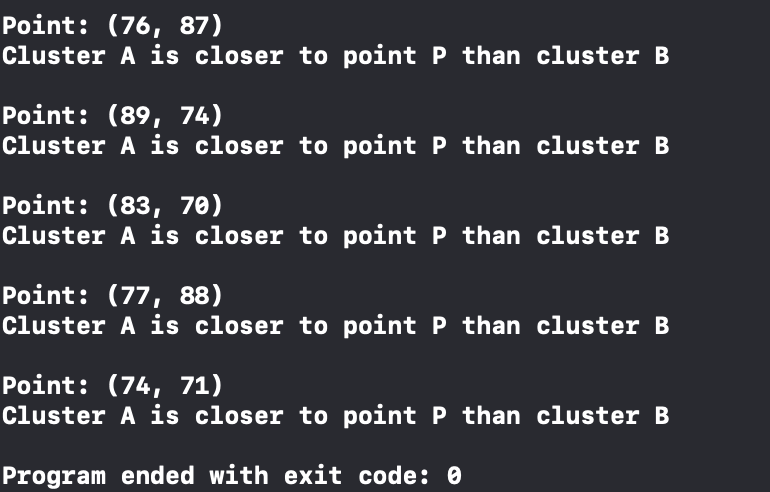 Point: (76, 87)
Cluster A is closer to point P than cluster B
Point: (89, 74)
Cluster A is closer to point P than cluster B
Point: (83, 70)
Cluster A is closer to point P than cluster B
Point: (77, 88)
Cluster A is closer to point P than cluster B
Point: (74, 71)
Cluster A is closer to point P than cluster B
Program ended with exit code: 0